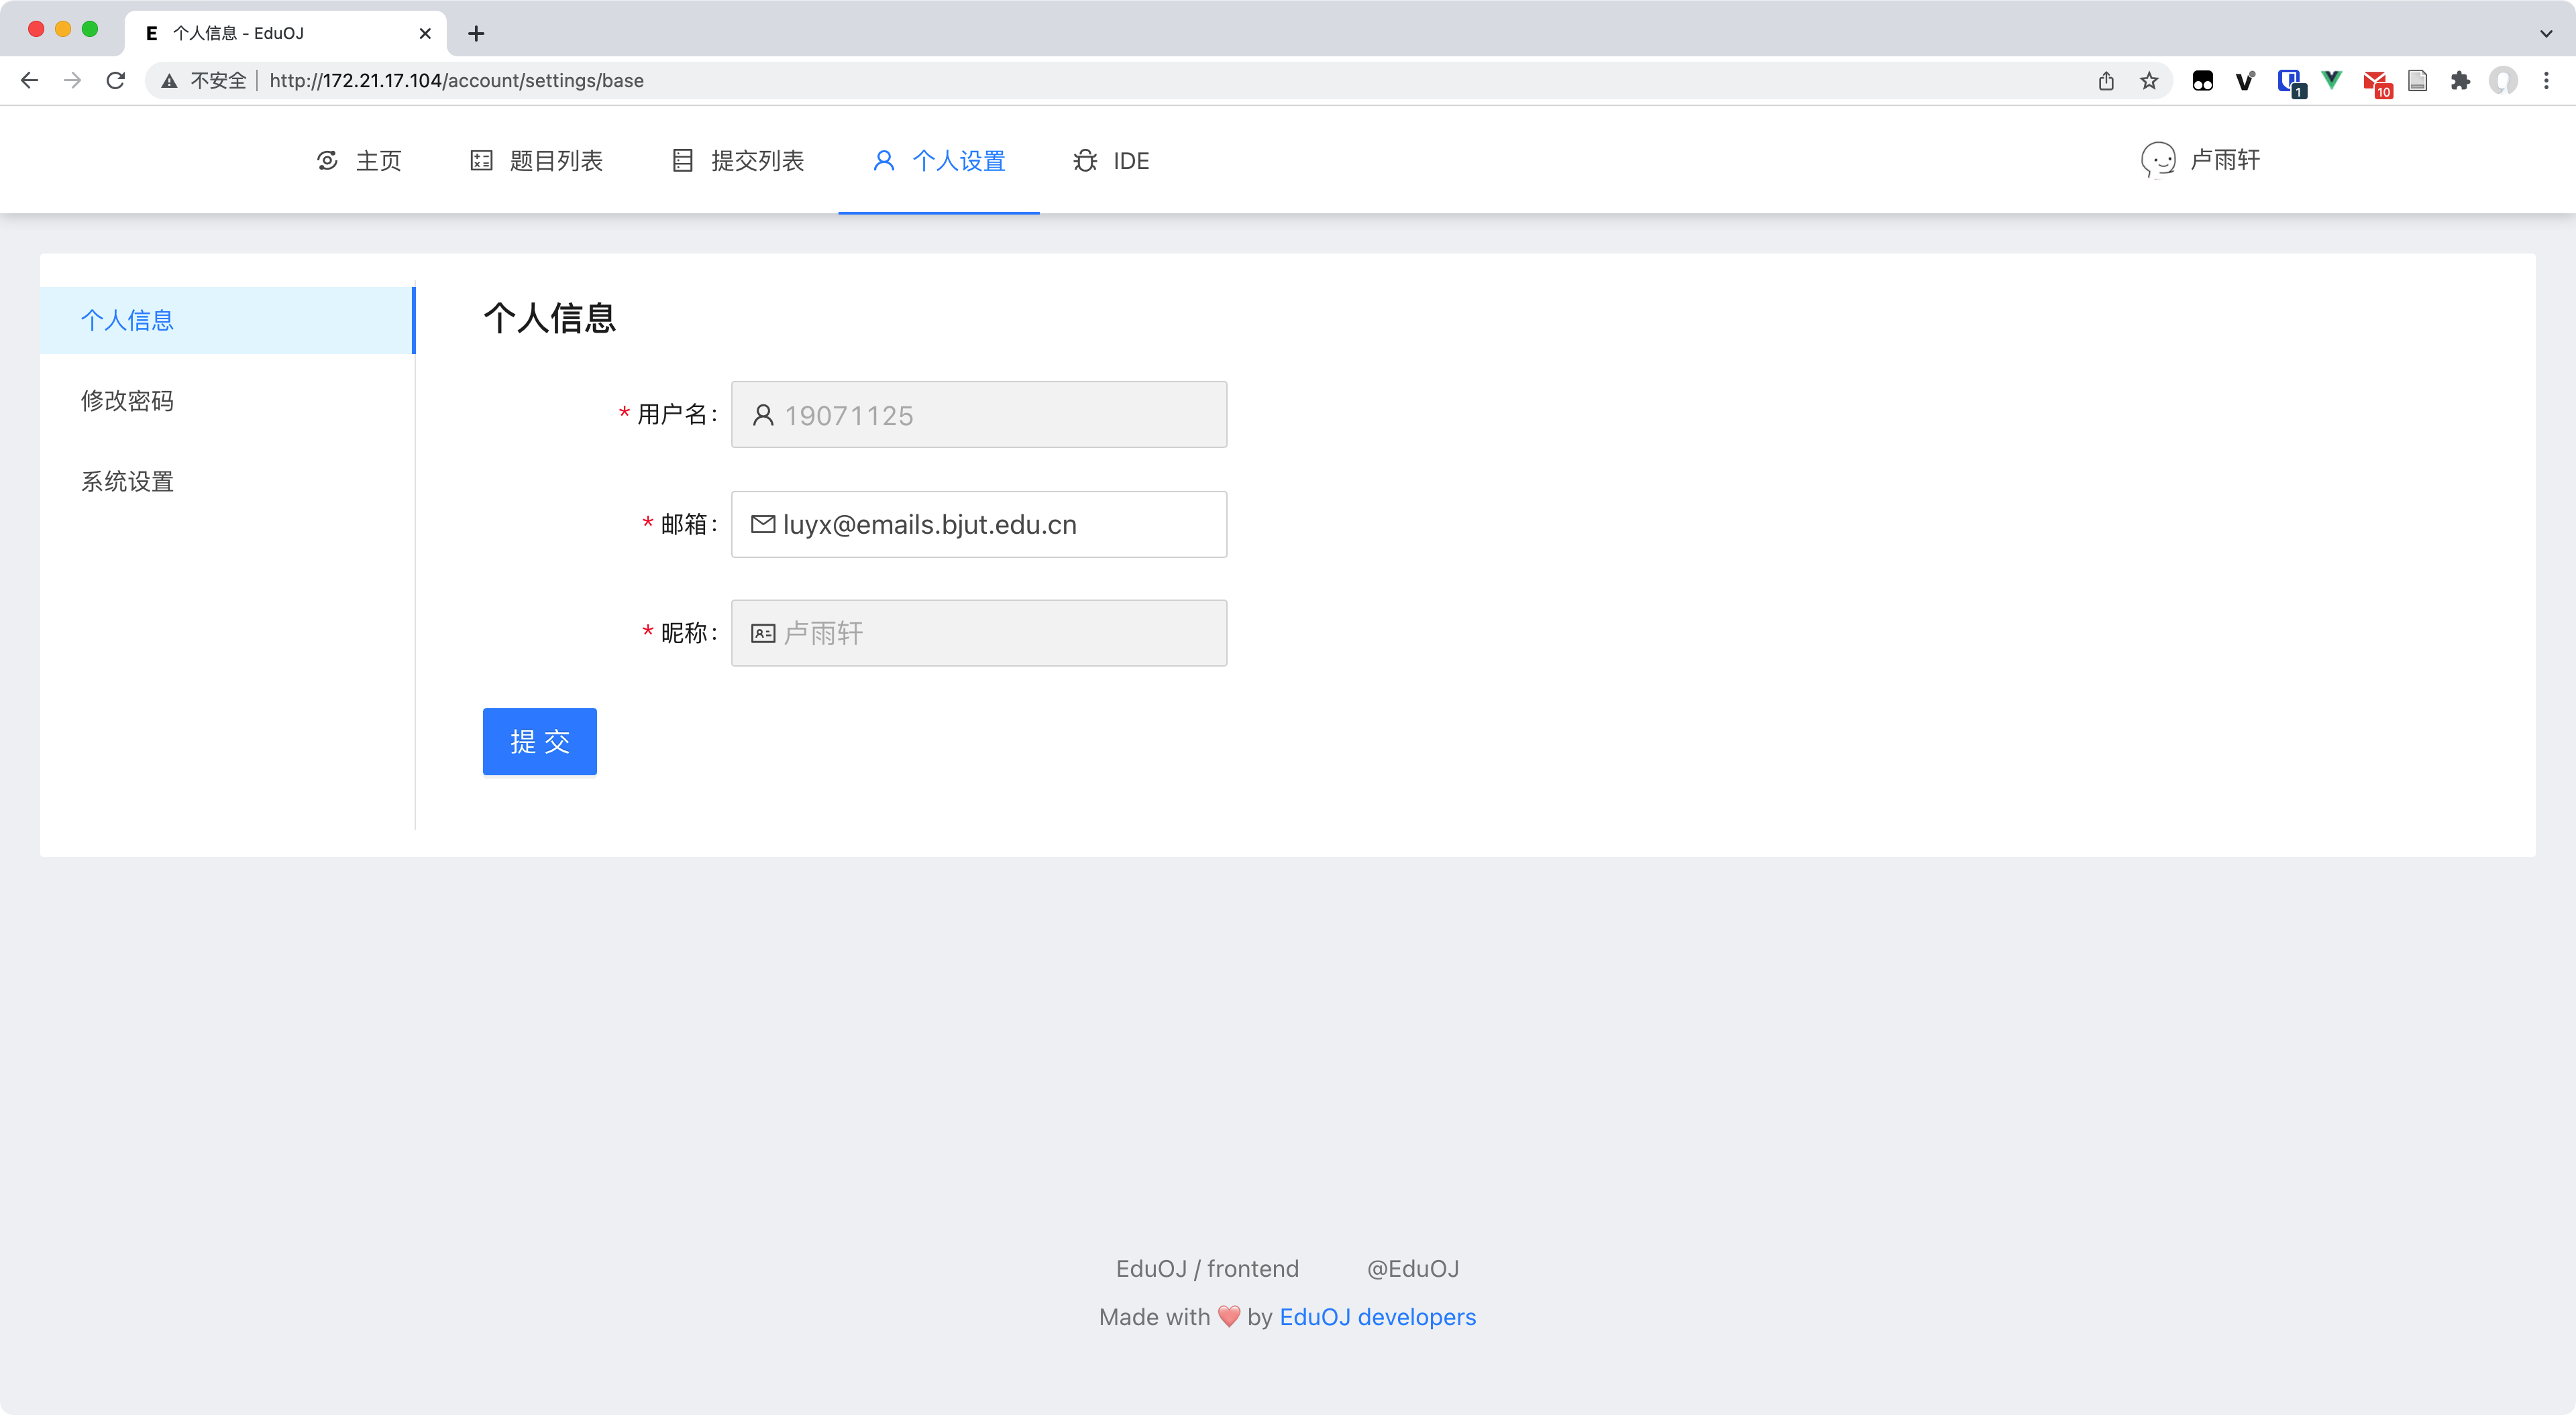 E 个人信息 - EduOJ
不安全 http://172.21.17.104/account/settings/base
1
10
主页 题目列表 提交列表 个人设置 IDE 卢雨轩
个人信息
修改密码
系统设置
个人信息
* 用户名: 19071125
* 邮箱: luyx@emails.bjut.edu.cn
* 昵称: 卢雨轩
提 交
EduOJ / frontend @EduOJ
Made with ❤️ by EduOJ developers